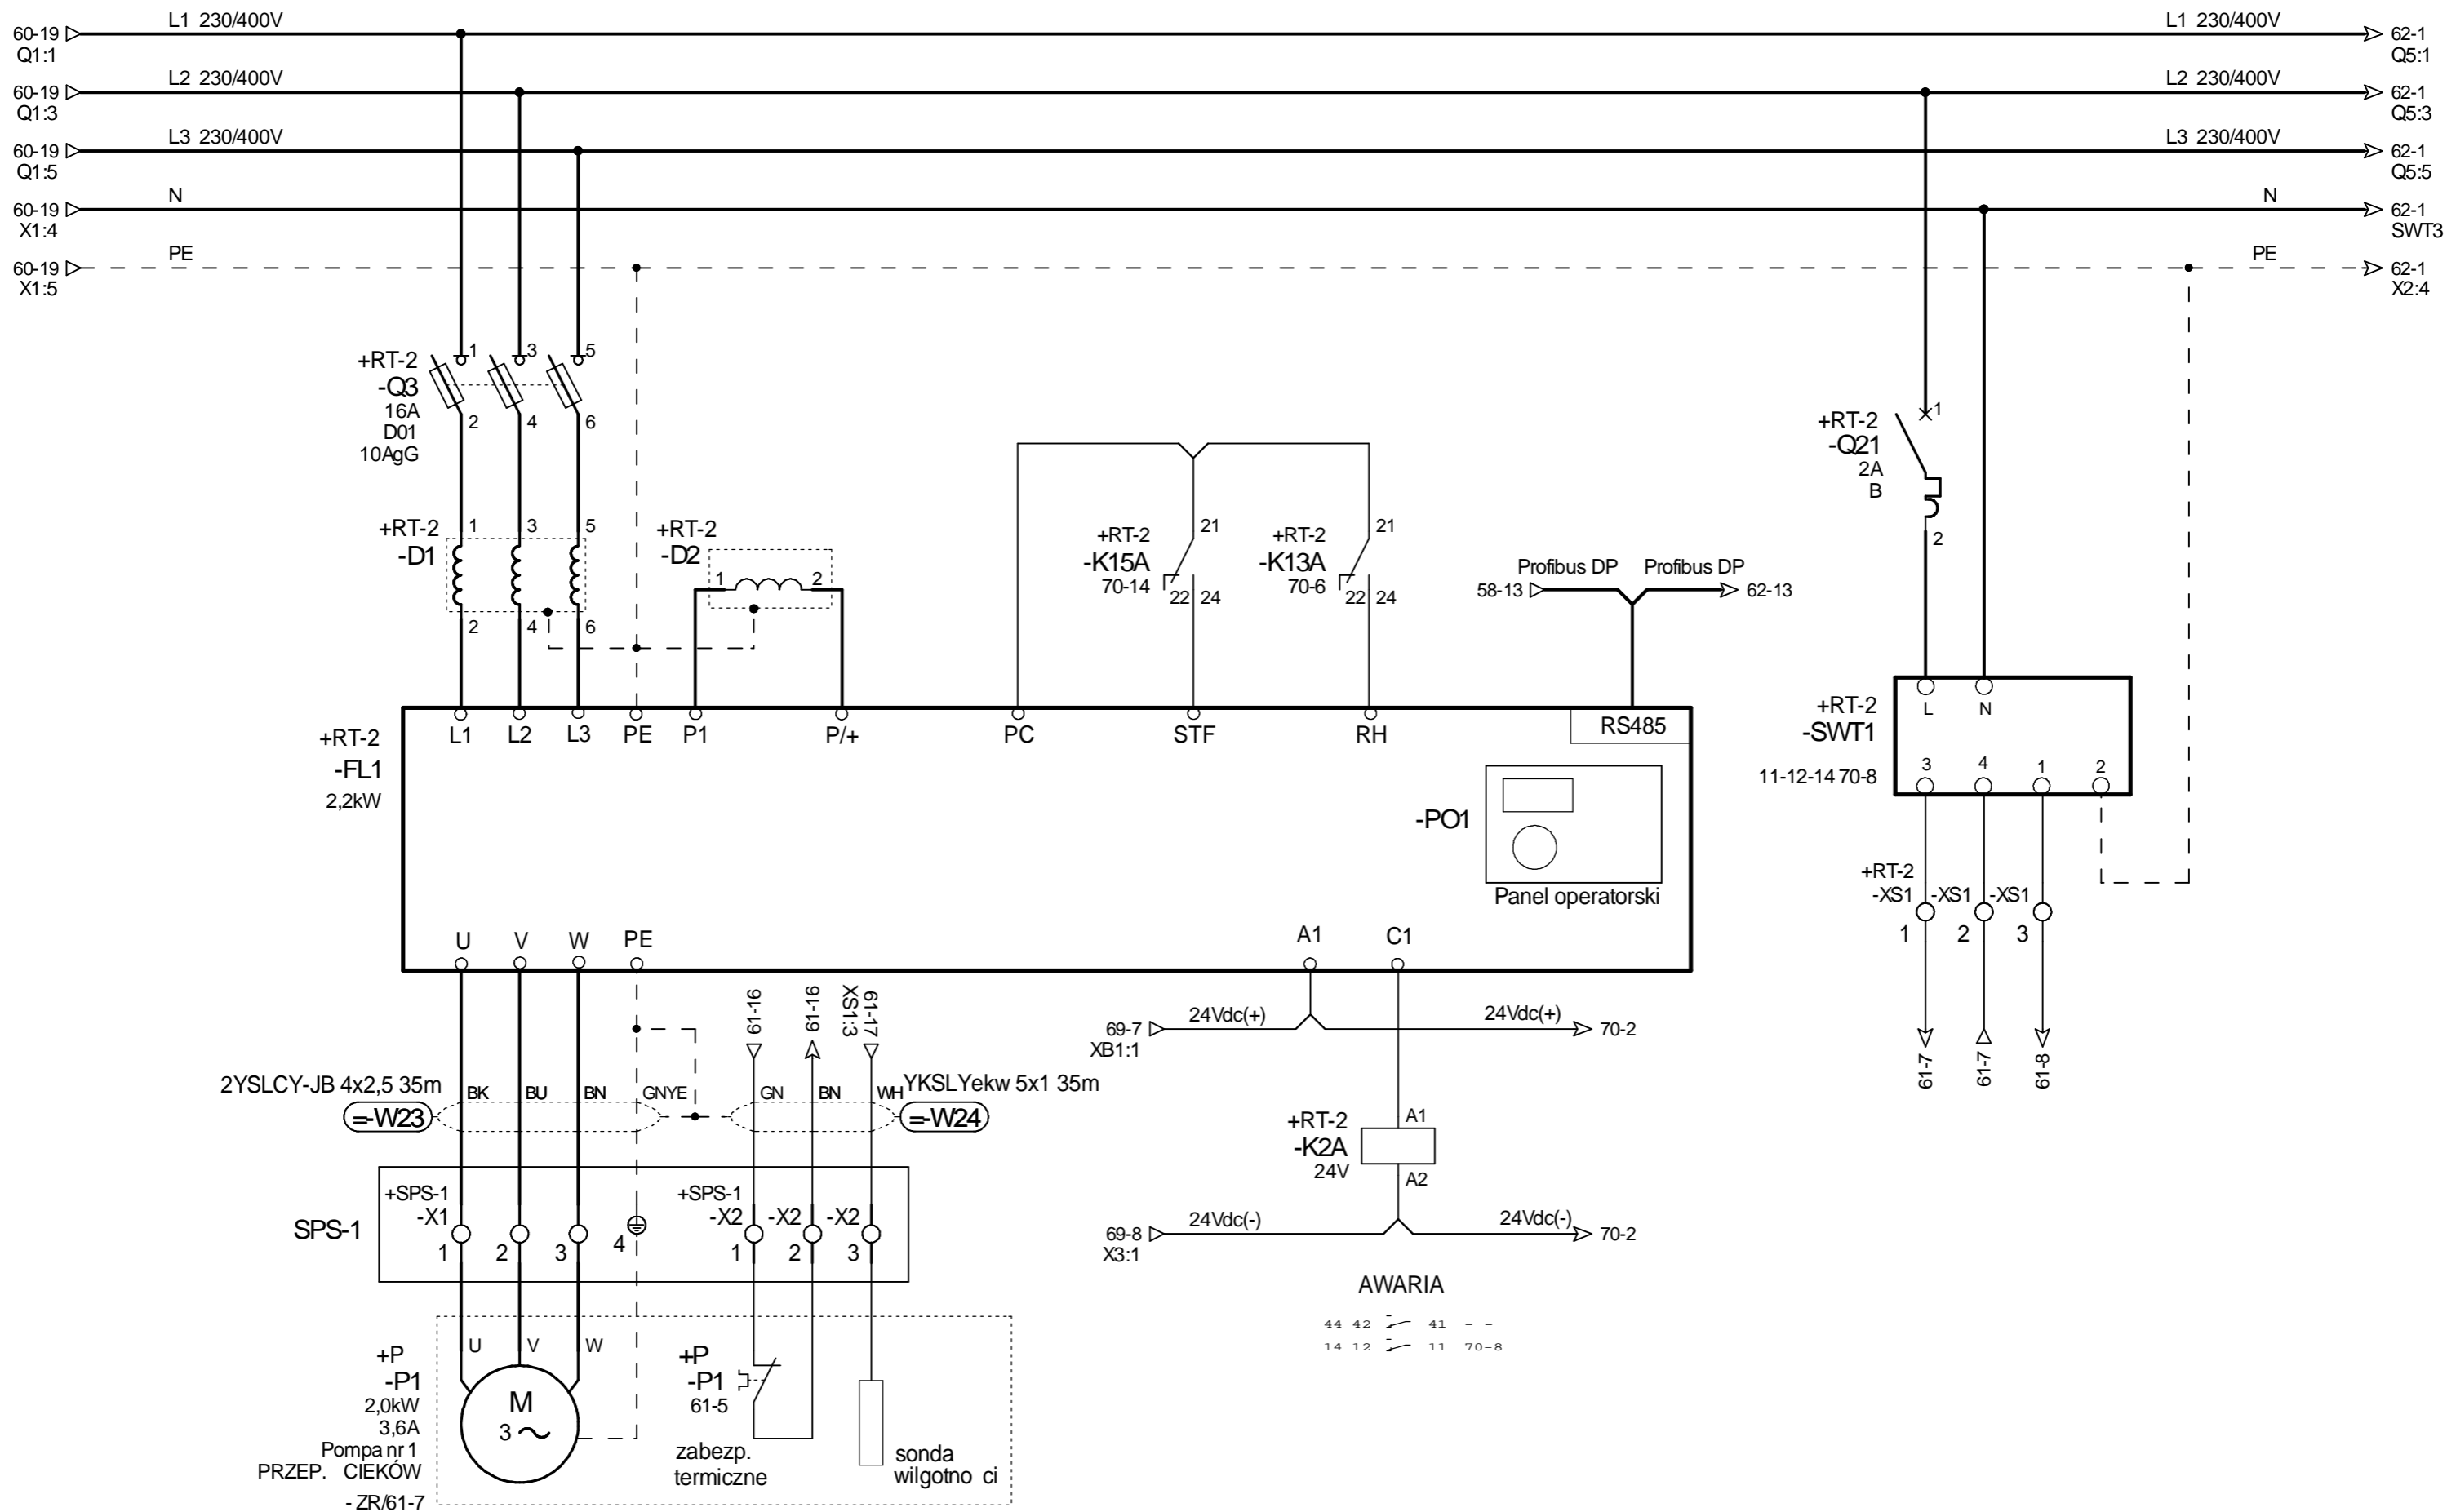 L1 230/400V
L1 230/400V
60-19
Q1:1
62-1
Q5:1
L2 230/400V
L2 230/400V
60-19
Q1:3
62-1
Q5:3
L3 230/400V
L3 230/400V
60-19
Q1:5
62-1
Q5:5
N
N
60-19
X1:4
62-1
SWT3
PE
PE
60-19
X1:5
62-1
X2:4
+RT-2
-Q3
16A
D01
10AgG
1
3
5
2
4
6
+RT-2
-Q21
2A
B
1
2
+RT-2
-D1
1
3
5
2
4
6
+RT-2
-D2
1
2
+RT-2
-K15A
70-14
21
22
24
+RT-2
-K13A
70-6
21
22
24
Profibus DP
Profibus DP
58-13
62-13
+RT-2
-FL1
2,2kW
L1
L2
L3
PE
P1
P/+
PC
STF
RH
RS485
-PO1
Panel operatorski
+RT-2
-SWT1
11-12-14 70-8
L
N
3
4
1
2
+RT-2
-XS1
-XS1
-XS1
1
2
3
61-7
61-7
61-8
U
V
W
PE
A1
C1
61-16
61-16
61-17
XS1:3
69-7
XB1:1
24Vdc(+)
24Vdc(+)
70-2
2YSLCY-JB 4x2,5 35m
=-W23
BK
BU
BN
GNYE
GN
BN
WH
YKSLYekw 5x1 35m
=-W24
+RT-2
-K2A
24V
A1
A2
SPS-1
+SPS-1
-X1
1
2
3
4
+SPS-1
-X2
-X2
-X2
1
2
3
69-8
X3:1
24Vdc(-)
24Vdc(-)
70-2
AWARIA
44 42 41 - -
14 12 11 70-8
+P
-P1
2,0kW
3,6A
Pompa nr 1
PRZEP. CIEKÓW
- ZR/61-7
U
V
W
M
3
+P
-P1
61-5
zabezp.
termiczne
sonda
wilgotno ci